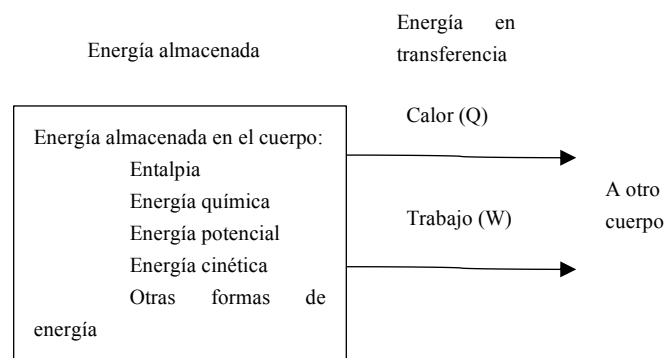 Energía almacenada
Energía en
transferencia
Energía almacenada en el cuerpo:
Entalpia
Energía química
Energía potencial
Energía cinética
Otras formas de
energía
Calor (Q)
Trabajo (W)
A otro
cuerpo